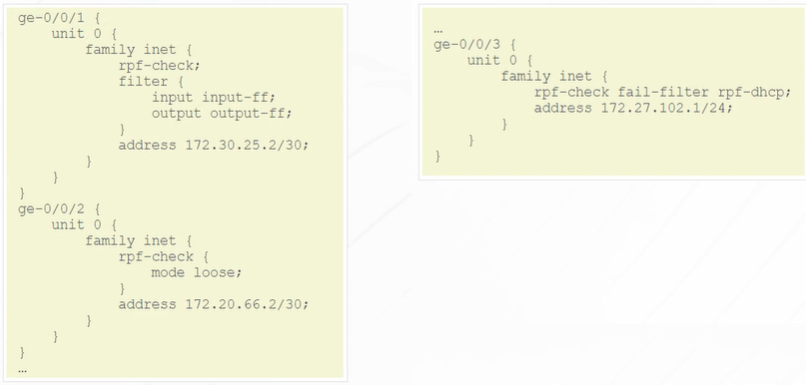 ge-0/0/1 {
    unit 0 {
        family inet {
            rpf-check;
            filter {
                input input-ff;
                output output-ff;
            }
            address 172.30.25.2/30;
        }
    }
}
ge-0/0/2 {
    unit 0 {
        family inet {
            rpf-check {
                mode loose;
            }
            address 172.20.66.2/30;
        }
    }
}
…
…
ge-0/0/3 {
    unit 0 {
        family inet {
            rpf-check fail-filter rpf-dhcp;
            address 172.27.102.1/24;
        }
    }
}